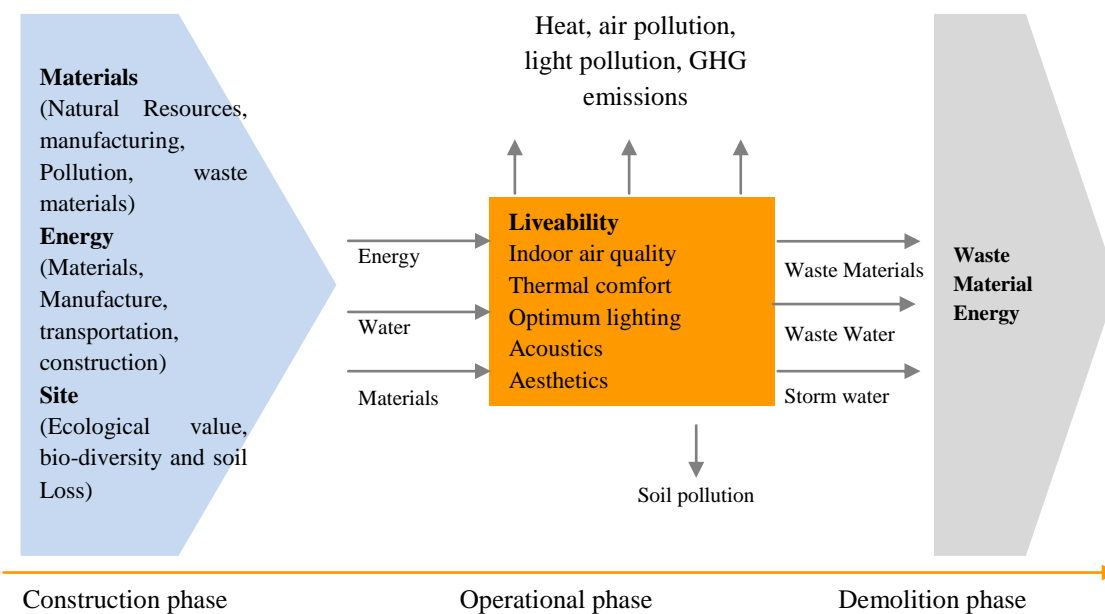 Heat, air pollution,
light pollution, GHG
emissions
Materials
(Natural Resources,
manufacturing,
Pollution, waste
materials)
Energy
(Materials,
Manufacture,
transportation,
construction)
Site
(Ecological value,
bio-diversity and soil
Loss)
Energy
Water
Materials
Liveability
Indoor air quality
Thermal comfort
Optimum lighting
Acoustics
Aesthetics
Waste Materials
Waste Water
Storm water
Soil pollution
Waste
Material
Energy
Construction phase
Operational phase
Demolition phase